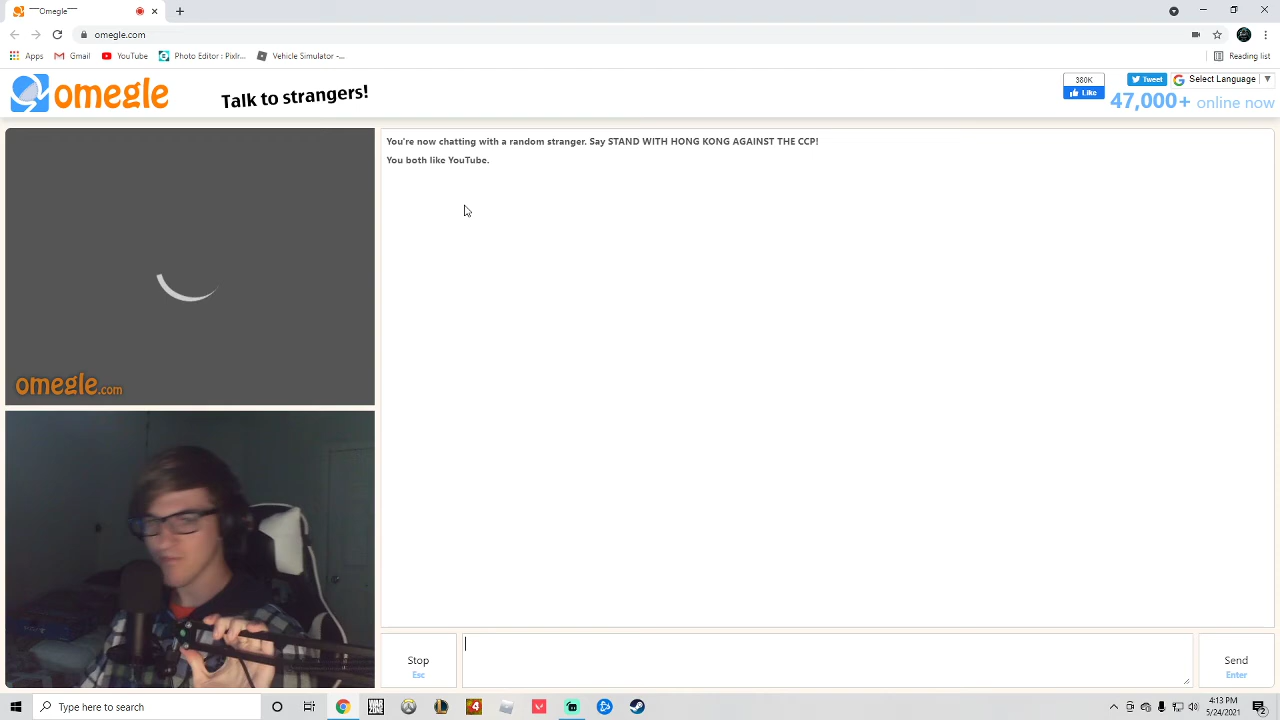 omegle.com
Apps
Gmail
YouTube
Photo Editor : Pixlr...
Vehicle Simulator -...
Reading list
omegle
Talk to strangers!
380K
Like
Tweet
Select Language
47,000+ online now
You're now chatting with a random stranger. Say STAND WITH HONG KONG AGAINST THE CCP!
You both like YouTube.
omegle.com
Stop
Esc
Send
Enter
Type here to search
4:13 PM
5/24/2021